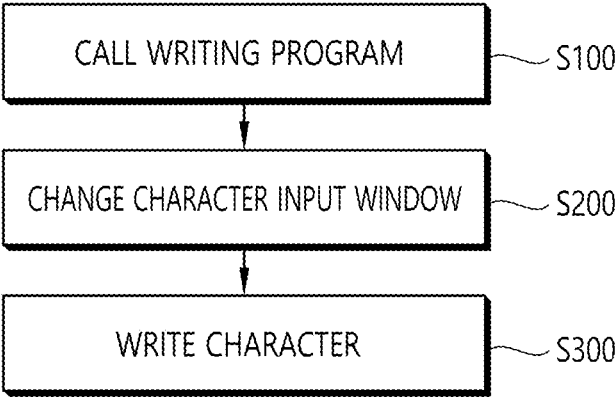 CALL WRITING PROGRAM
S100
CHANGE CHARACTER INPUT WINDOW
S200
WRITE CHARACTER
S300